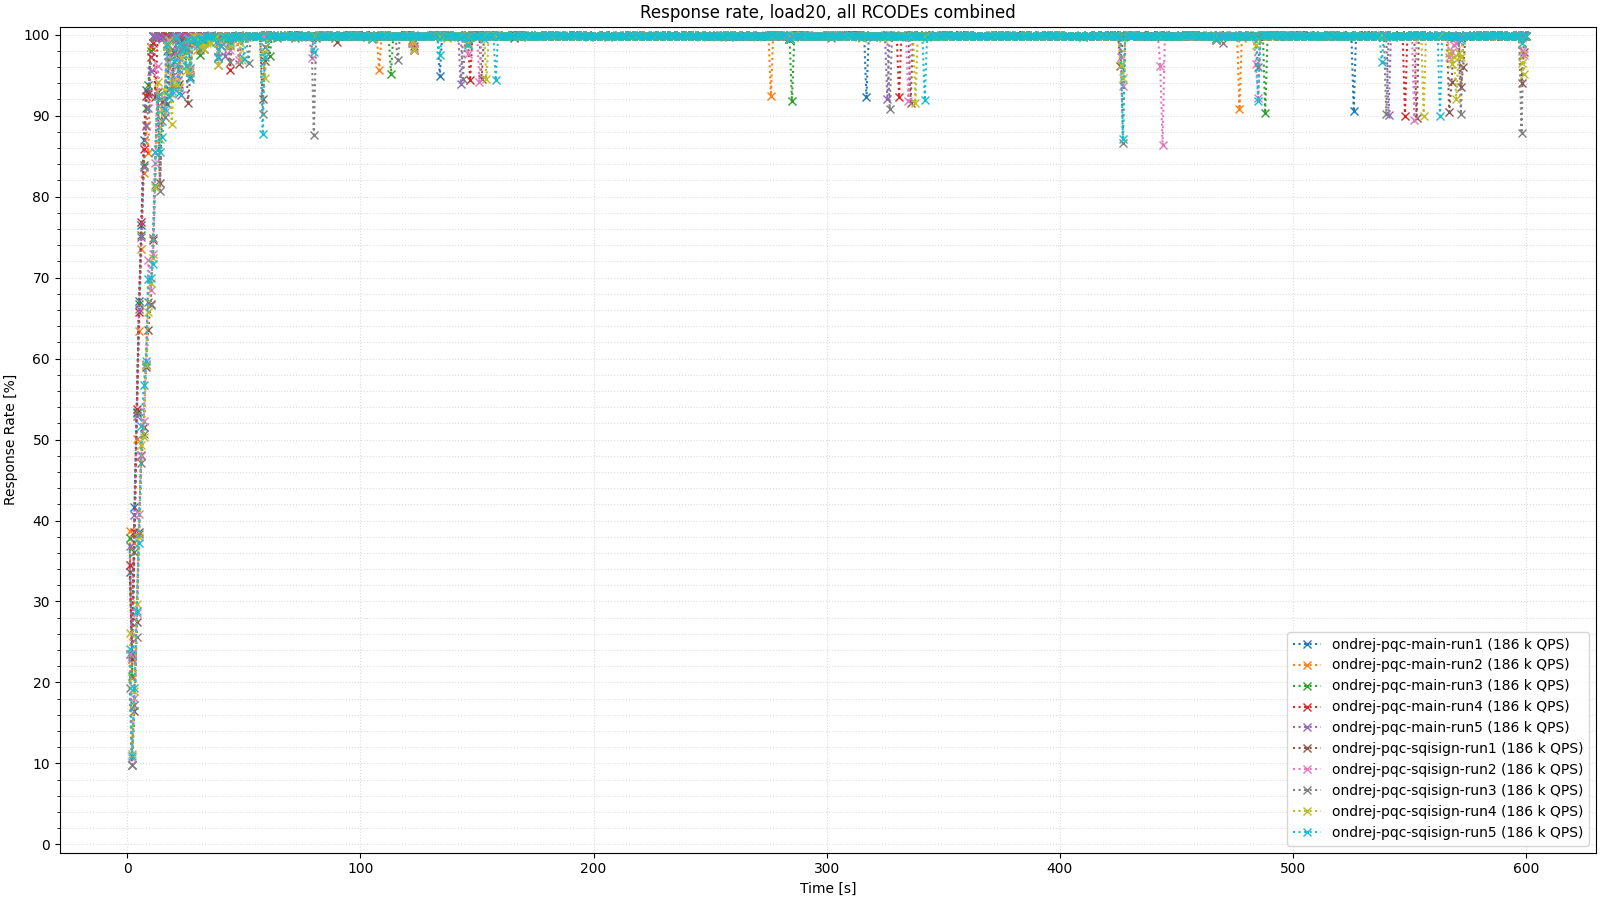 Response rate, load20, all RCODEs combined
Response Rate [%]
100
90
80
70
60
50
40
30
20
10
0
0 100 200 300 400 500 600
Time [s]
ondrej-pqc-main-run1 (186 k QPS)
ondrej-pqc-main-run2 (186 k QPS)
ondrej-pqc-main-run3 (186 k QPS)
ondrej-pqc-main-run4 (186 k QPS)
ondrej-pqc-main-run5 (186 k QPS)
ondrej-pqc-sqisign-run1 (186 k QPS)
ondrej-pqc-sqisign-run2 (186 k QPS)
ondrej-pqc-sqisign-run3 (186 k QPS)
ondrej-pqc-sqisign-run4 (186 k QPS)
ondrej-pqc-sqisign-run5 (186 k QPS)